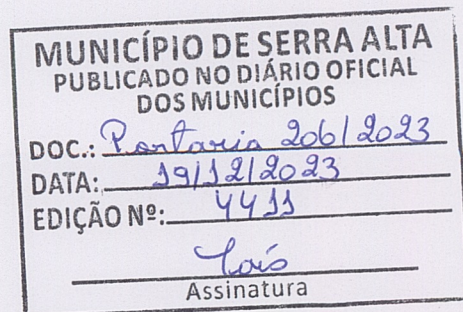 MUNICÍPIO DE SERRA ALTA
PUBLICADO NO DIÁRIO OFICIAL
DOS MUNICÍPIOS
DOC.: Portaria 206/2023
DATA: 19/12/2023
EDIÇÃO Nº: 4411
Assinatura